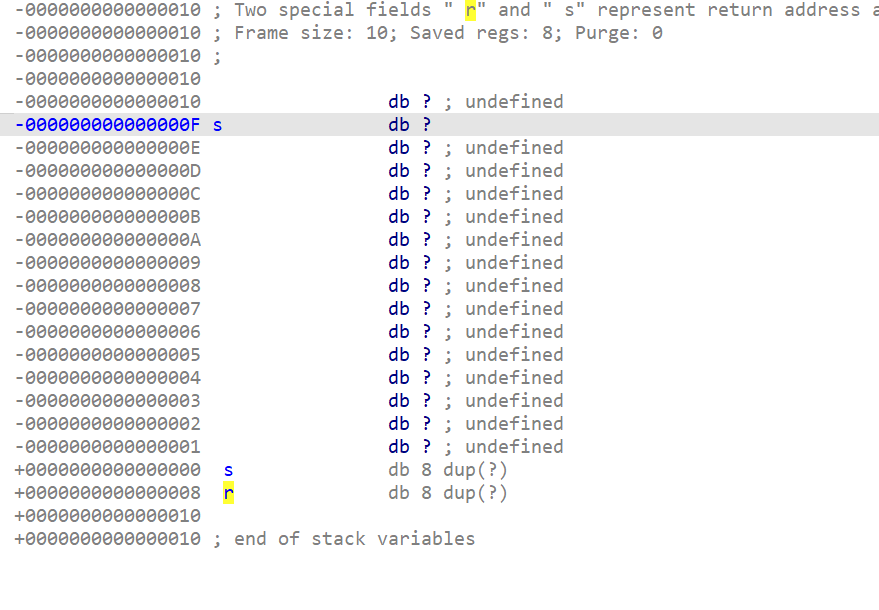 -0000000000000010 ; Two special fields " r" and " s" represent return address
-0000000000000010 ; Frame size: 10; Saved regs: 8; Purge: 0
-0000000000000010 ;
-0000000000000010
-0000000000000010 db ? ; undefined
-000000000000000F s db ?
-000000000000000E db ? ; undefined
-000000000000000D db ? ; undefined
-000000000000000C db ? ; undefined
-000000000000000B db ? ; undefined
-000000000000000A db ? ; undefined
-0000000000000009 db ? ; undefined
-0000000000000008 db ? ; undefined
-0000000000000007 db ? ; undefined
-0000000000000006 db ? ; undefined
-0000000000000005 db ? ; undefined
-0000000000000004 db ? ; undefined
-0000000000000003 db ? ; undefined
-0000000000000002 db ? ; undefined
-0000000000000001 db ? ; undefined
+0000000000000000 s db 8 dup(?)
+0000000000000008 r db 8 dup(?)
+0000000000000010
+0000000000000010 ; end of stack variables